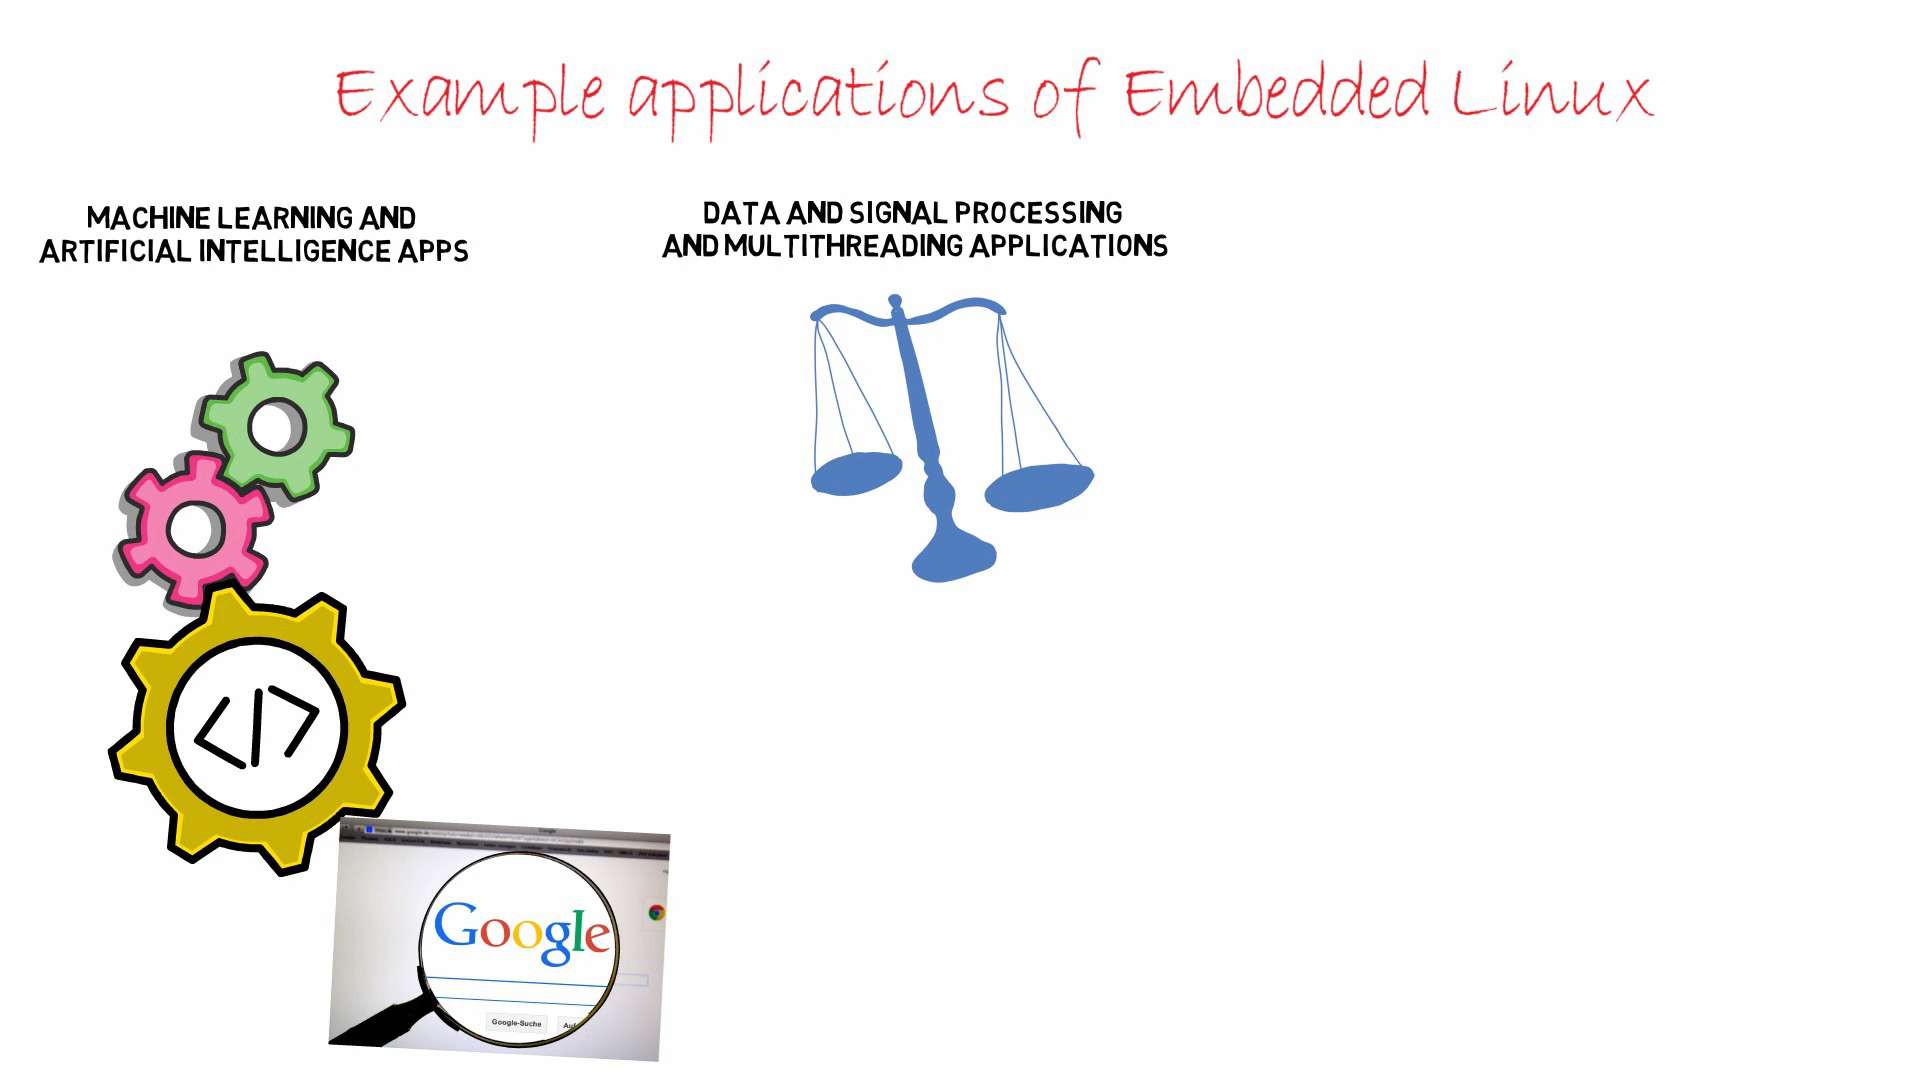 Example applications of Embedded Linux
MACHINE LEARNING AND
ARTIFICIAL INTELLIGENCE APPS
DATA AND SIGNAL PROCESSING
AND MULTITHREADING APPLICATIONS
</>
Google
Google
Google-Suche